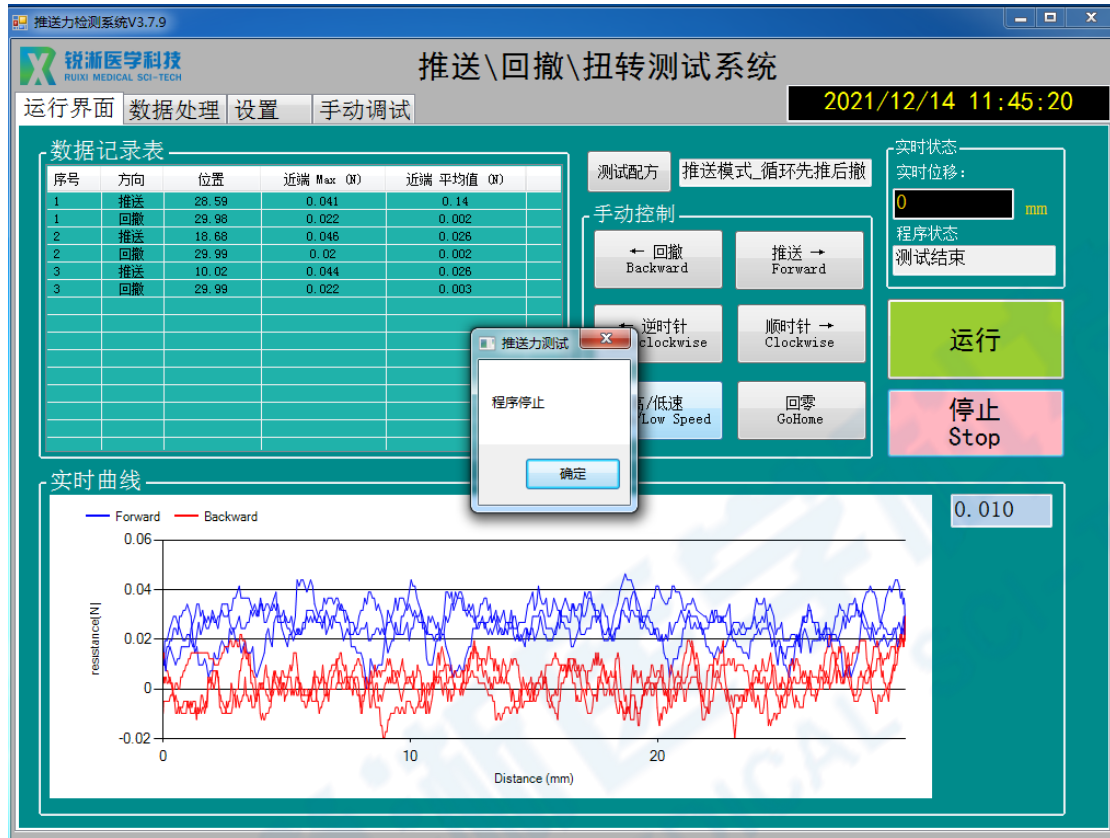 推送力检测系统V3.7.9
锐浙医学科技
RUIXI MEDICAL SCI-TECH
推送\回撤\扭转测试系统
运行界面 数据处理 设置 手动调试
2021/12/14 11:45:20
数据记录表
序号 方向 位置 近端 Max (N) 近端 平均值 (N)
1 推送 28.59 0.041 0.14
1 回撤 29.98 0.022 0.002
2 推送 18.68 0.046 0.026
2 回撤 29.99 0.02 0.002
3 推送 10.02 0.044 0.026
3 回撤 29.99 0.022 0.003
测试配方 推送模式_循环先推后撤
手动控制
← 回撤
Backward
推送 →
Forward
逆时针
clockwise
顺时针 →
Clockwise
/低速
Low Speed
回零
GoHome
实时状态
实时位移:
0 mm
程序状态
测试结束
运行
停止
Stop
推送力测试
程序停止
确定
实时曲线
0.010
Forward Backward
0.06
0.04
0.02
0
-0.02
resistance[N]
0 10 20
Distance (mm)